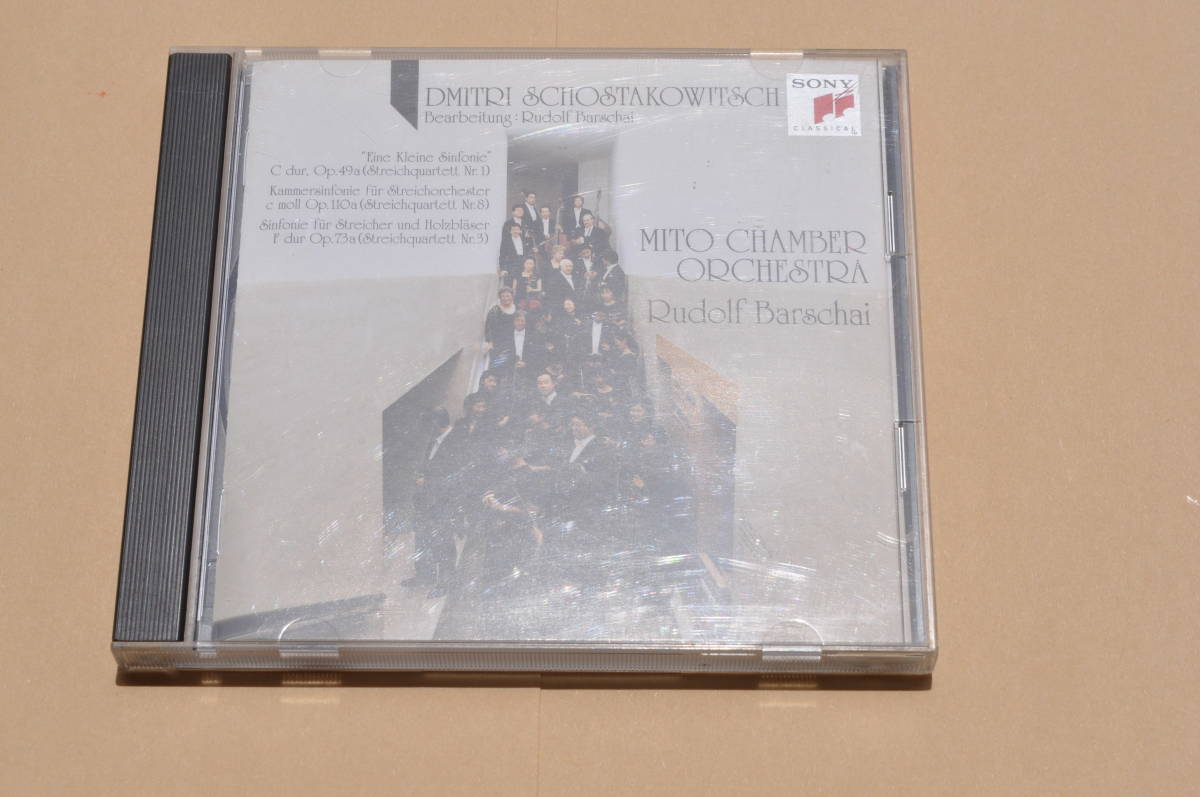 DMITRI SCHOSTAKOWITSCH
Bearbeitung: Rudolf Barschai
"Eine Kleine Sinfonie"
C dur, Op.49a (Streichquartett Nr.1)
Kammersinfonie für Streichorchester
c moll Op.110a (Streichquartett Nr.8)
Sinfonie für Streicher und Holzbläser
F dur Op.73a (Streichquartett Nr.3)
SONY
CLASSICAL
MITO CHAMBER
ORCHESTRA
Rudolf Barschai